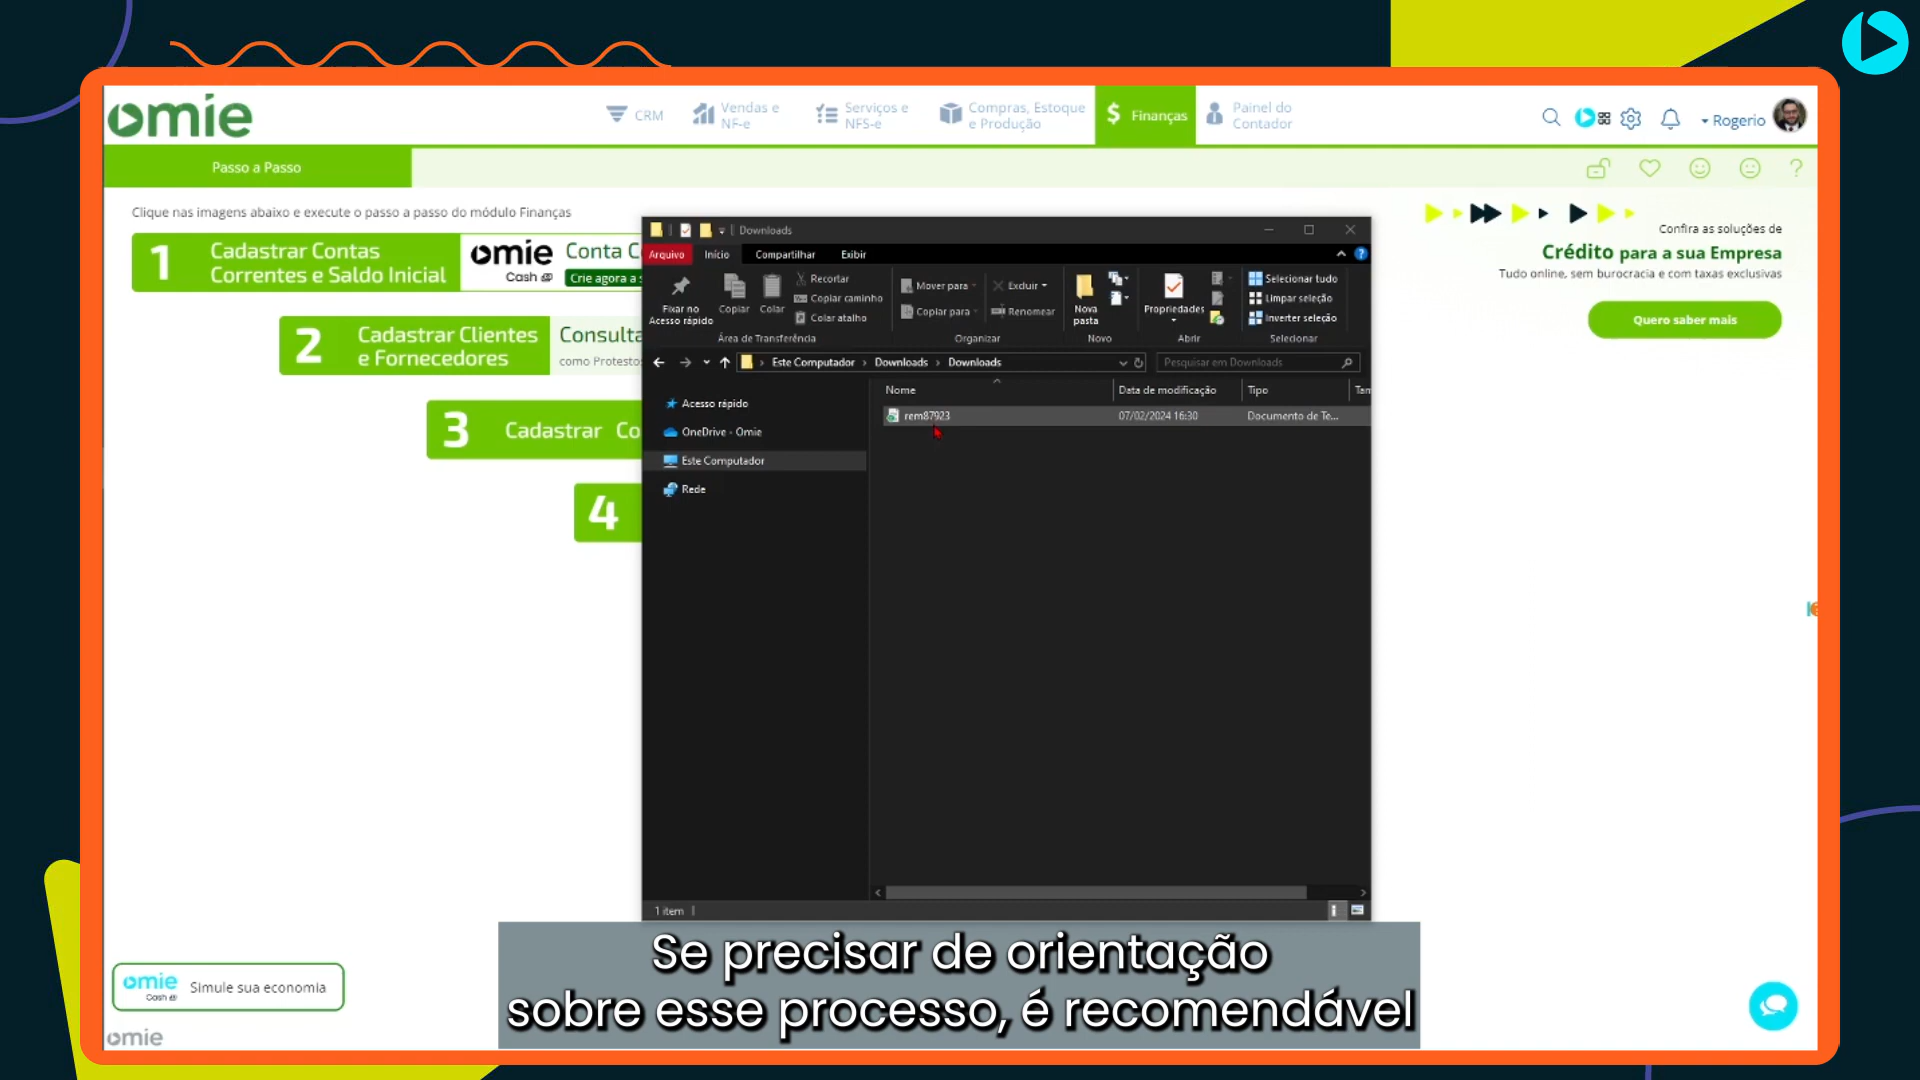 omie
CRM
Vendas e
NF-e
Serviços e
NFS-e
Compras, Estoque
e Produção
$ Finanças
Painel do
Contador
Rogerio
Passo a Passo
?
Clique nas imagens abaixo e execute o passo a passo do módulo Finanças
1 Cadastrar Contas
Correntes e Saldo Inicial
omie
Cash
Conta C
Crie agora a s
2 Cadastrar Clientes
e Fornecedores
Consulta
como Protesto
3 Cadastrar Co
4
Confira as soluções de
Crédito para a sua Empresa
Tudo online, sem burocracia e com taxas exclusivas
Quero saber mais
Downloads
Arquivo
Início
Compartilhar
Exibir
?
Fixar no
Acesso rápido
Copiar
Colar
Recortar
Copiar caminho
Colar atalho
Área de Transferência
Mover para
Copiar para
Excluir
Renomear
Organizar
Nova
pasta
Novo
Propriedades
Abrir
Selecionar tudo
Limpar seleção
Inverter seleção
Selecionar
Este Computador > Downloads > Downloads
Pesquisar em Downloads
Nome
Data de modificação
Tipo
Tam
rem87923
07/02/2024 16:30
Documento de Te...
Acesso rápido
OneDrive - Omie
Este Computador
Rede
1 item
Se precisar de orientação
sobre esse processo, é recomendável
omie
Cash
Simule sua economia
omie